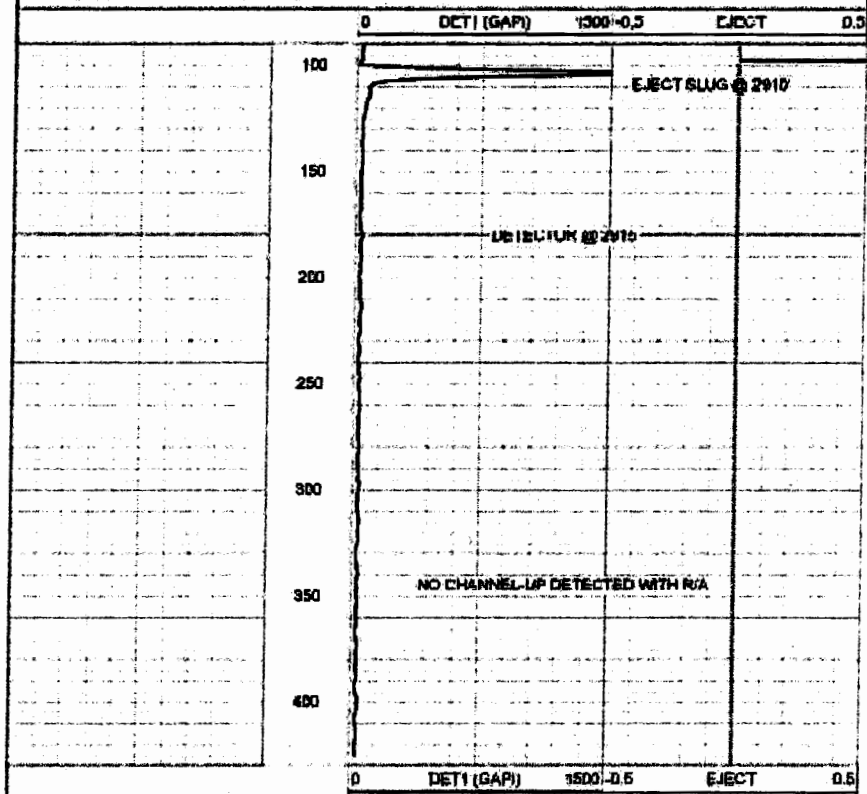 0 DET1 (GAPI) 1500 -0.5 EJECT 0.5
100
EJECT SLUG @ 2910
150
DETECTOR @ 2915
200
250
300
NO CHANNEL-UP DETECTED WITH R/A
350
400
0 DET1 (GAPI) 1500 -0.5 EJECT 0.5